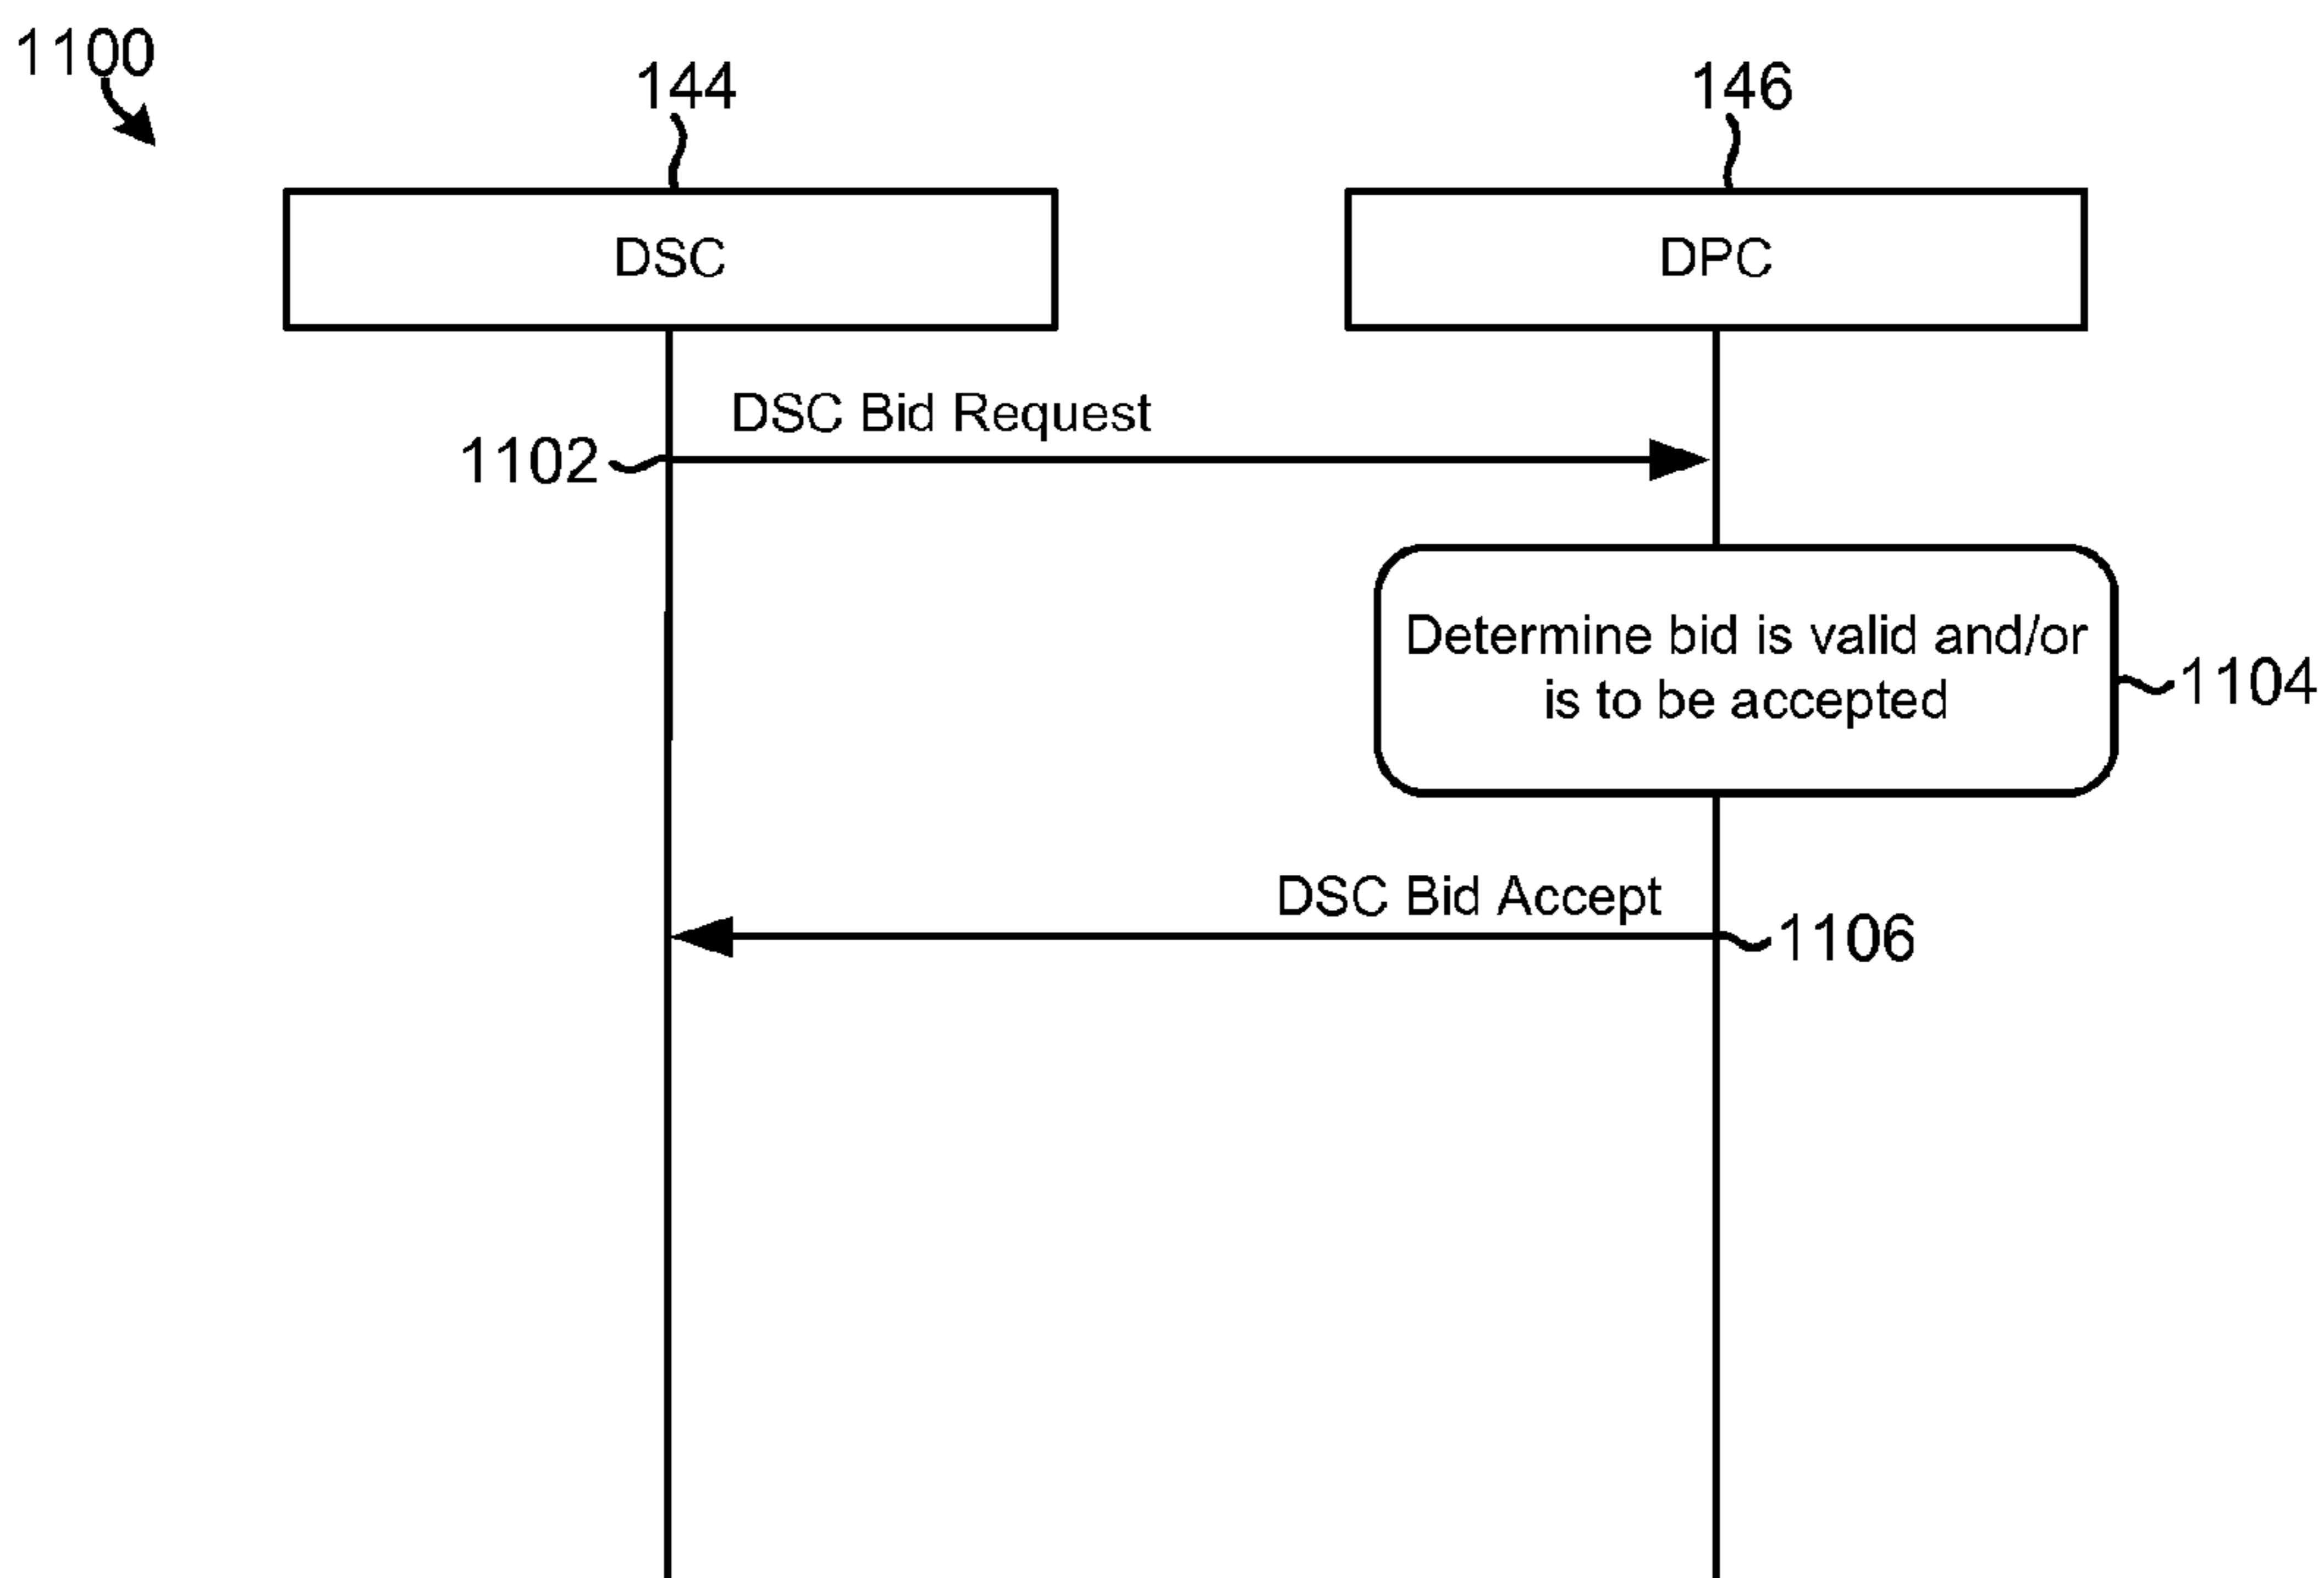 1100
144
146
DSC
DPC
DSC Bid Request
1102
Determine bid is valid and/or
is to be accepted
1104
DSC Bid Accept
1106